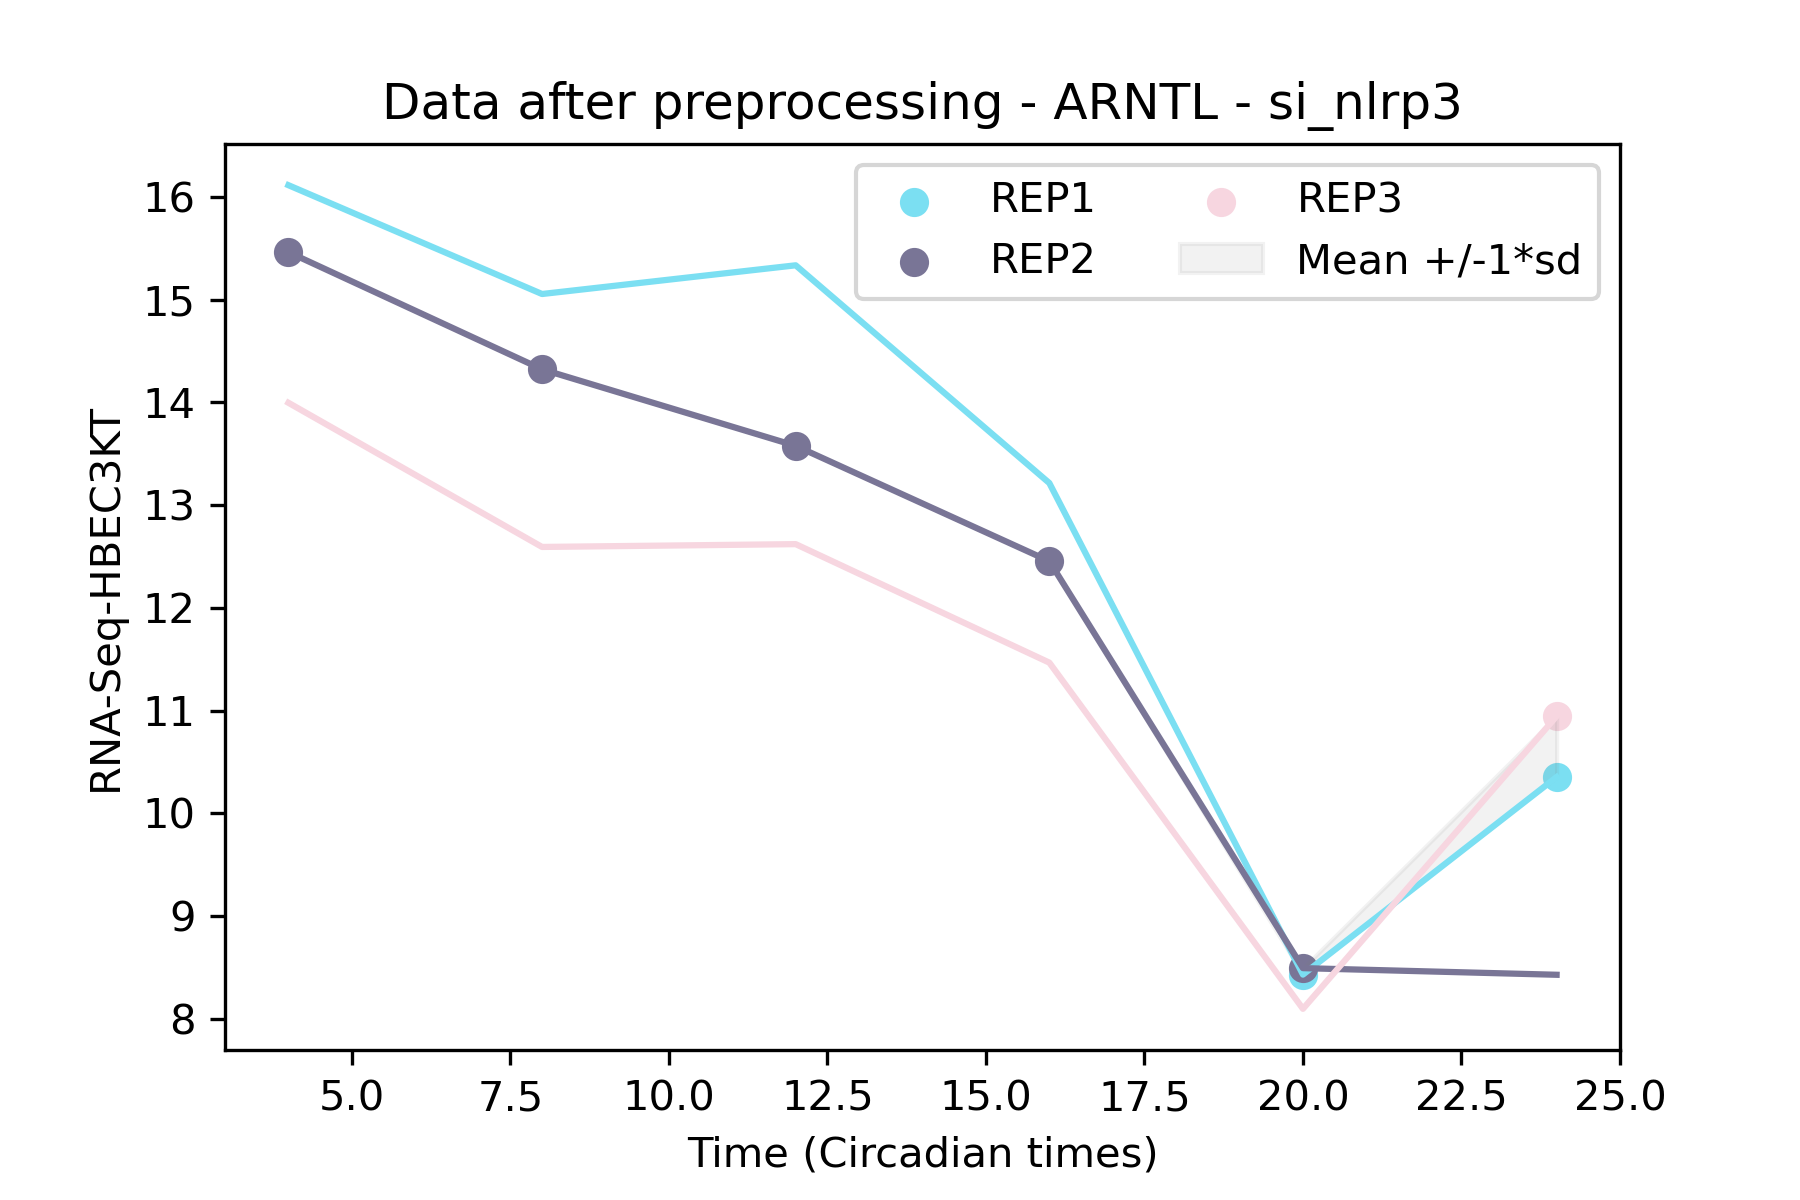 Data after preprocessing - ARNTL - si_nlrp3
REP1
REP2
REP3
Mean +/-1*sd
16
15
14
13
12
11
10
9
8
RNA-Seq-HBEC3KT
5.0 7.5 10.0 12.5 15.0 17.5 20.0 22.5 25.0
Time (Circadian times)